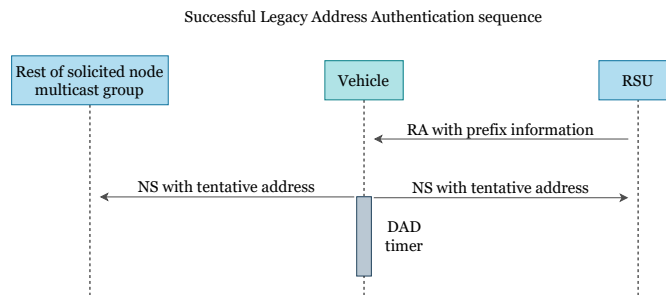 Successful Legacy Address Authentication sequence
Rest of solicited node
multicast group
Vehicle
RSU
RA with prefix information
NS with tentative address
NS with tentative address
DAD
timer